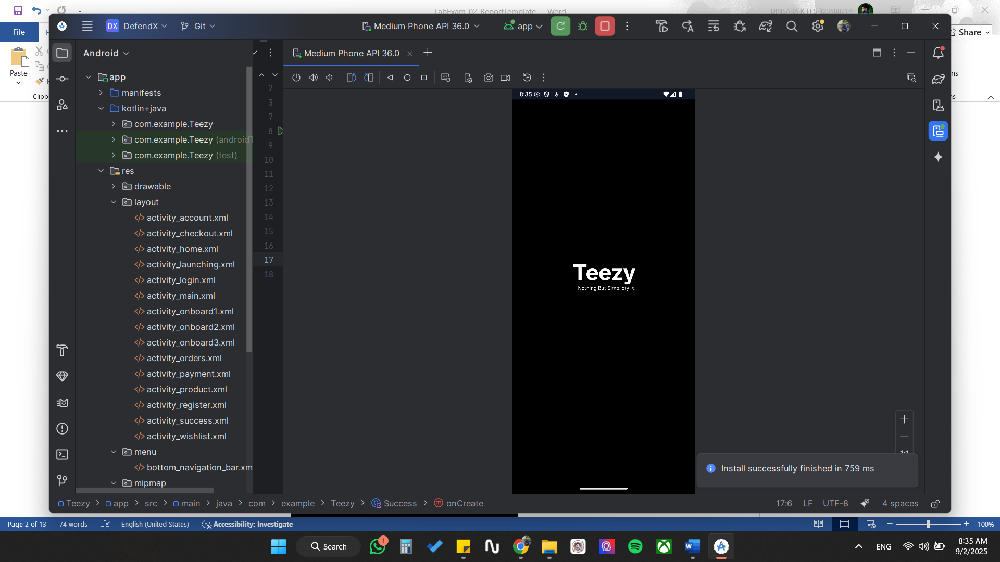 LabExam-02_ReportTemplate - Word
DINSARA K H S it23588714
File
Share
Paste
Clipb
DX DefendX
Git
Medium Phone API 36.0
app
Android
Medium Phone API 36.0
app
manifests
kotlin+java
com.example.Teezy
com.example.Teezy (androidT
com.example.Teezy (test)
res
drawable
layout
</> activity_account.xml
</> activity_checkout.xml
</> activity_home.xml
</> activity_launching.xml
</> activity_login.xml
</> activity_main.xml
</> activity_onboard1.xml
</> activity_onboard2.xml
</> activity_onboard3.xml
</> activity_orders.xml
</> activity_payment.xml
</> activity_product.xml
</> activity_register.xml
</> activity_success.xml
</> activity_wishlist.xml
menu
</> bottom_navigation_bar.xm
mipmap
2
3
7
8
9
10
11
12
13
14
15
16
17
18
8:35
Teezy
Nothing But Simplicty ©
1:1
Install successfully finished in 759 ms
Teezy > app > src > main > java > com > example > Teezy > Success > onCreate
17:6 LF UTF-8 4 spaces
Page 2 of 13 74 words English (United States) Accessibility: Investigate
100%
Search
1
ENG
8:35 AM
9/2/2025